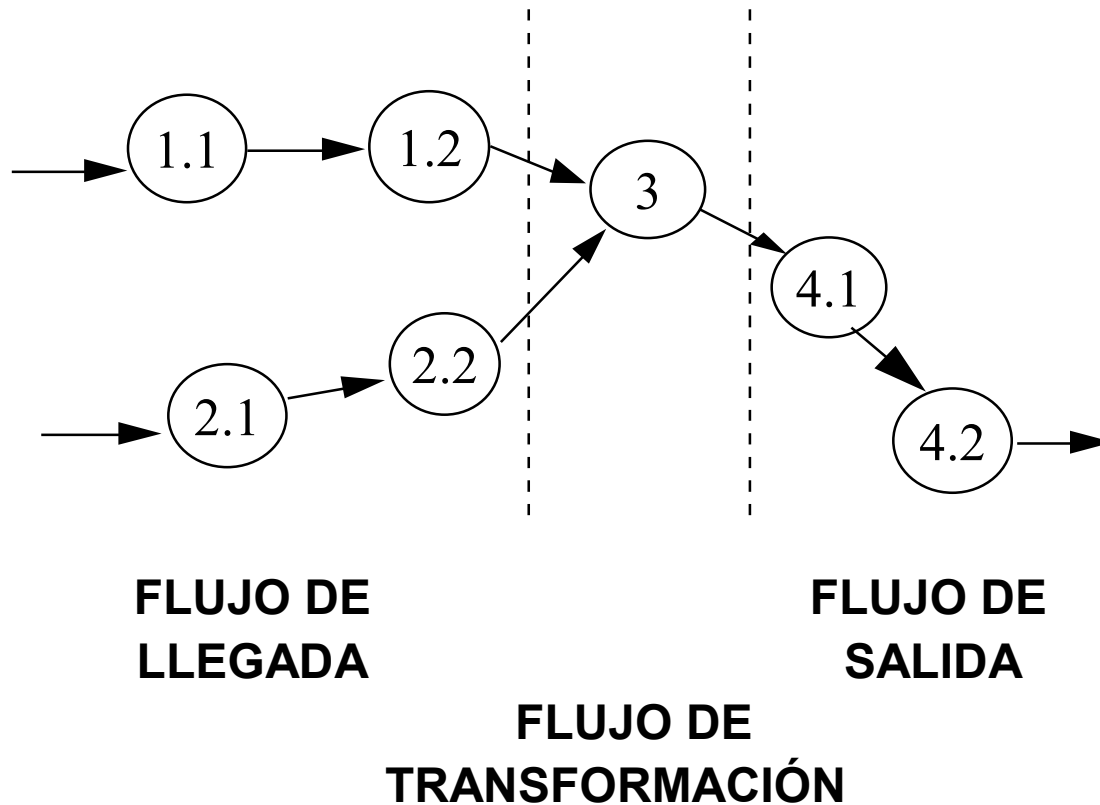 1.1
1.2
3
4.1
2.2
2.1
4.2
FLUJO DE
LLEGADA
FLUJO DE
SALIDA
FLUJO DE
TRANSFORMACIÓN